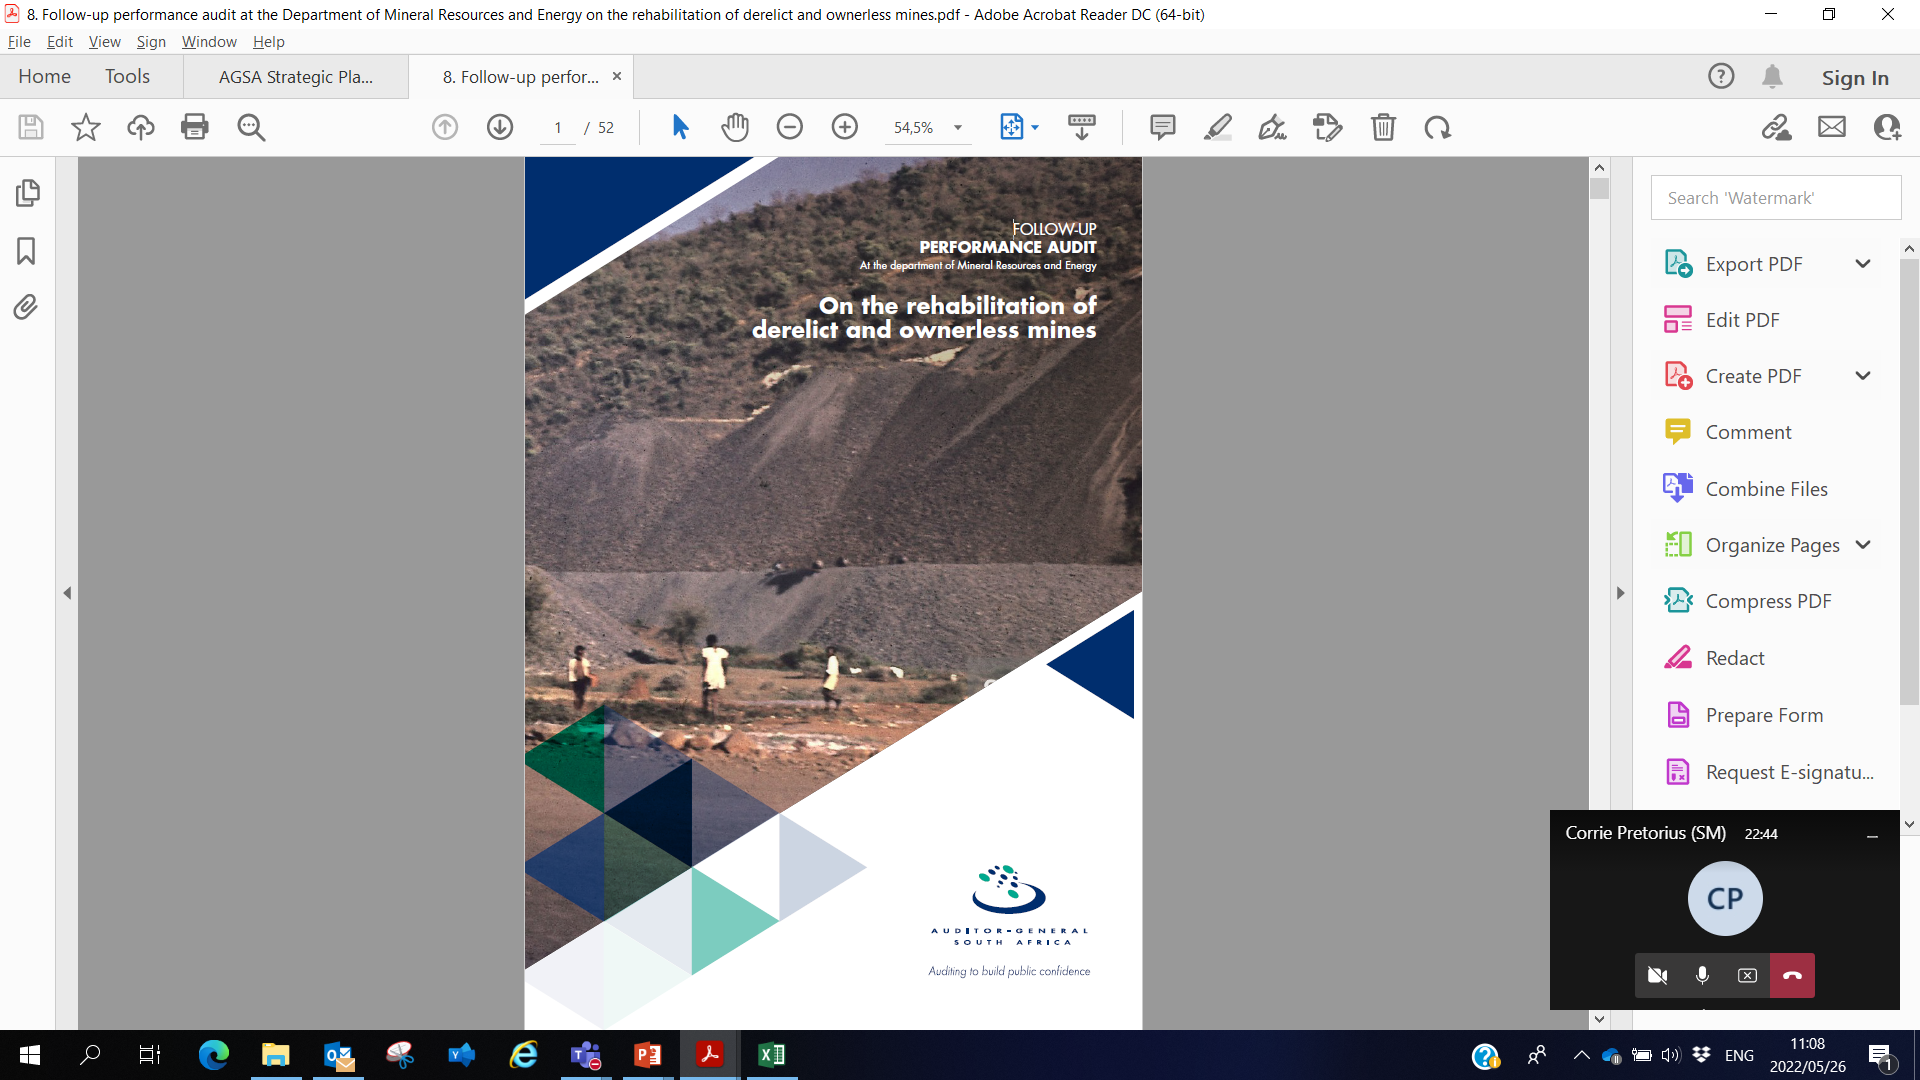 8. Follow-up performance audit at the Department of Mineral Resources and Energy on the rehabilitation of derelict and ownerless mines.pdf - Adobe Acrobat Reader DC (64-bit)
File Edit View Sign Window Help
Home Tools AGSA Strategic Pla... 8. Follow-up perfor... ×
Sign In
1 / 52
54,5%
Search 'Watermark'
FOLLOW-UP
PERFORMANCE AUDIT
At the department of Mineral Resources and Energy
On the rehabilitation of
derelict and ownerless mines
AUDITOR-GENERAL
SOUTH AFRICA
Auditing to build public confidence
Export PDF
Edit PDF
Create PDF
Comment
Combine Files
Organize Pages
Compress PDF
Redact
Prepare Form
Request E-signatu...
Corrie Pretorius (SM) 22:44
CP
ENG
11:08
2022/05/26
1